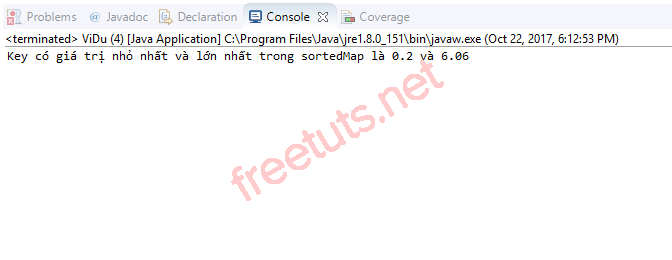 Problems @ Javadoc Declaration Console Coverage
<terminated> ViDu (4) [Java Application] C:\Program Files\Java\jre1.8.0_151\bin\javaw.exe (Oct 22, 2017, 6:12:53 PM)
Key có giá trị nhỏ nhất và lớn nhất trong sortedMap là 0.2 và 6.06
freetuts.net